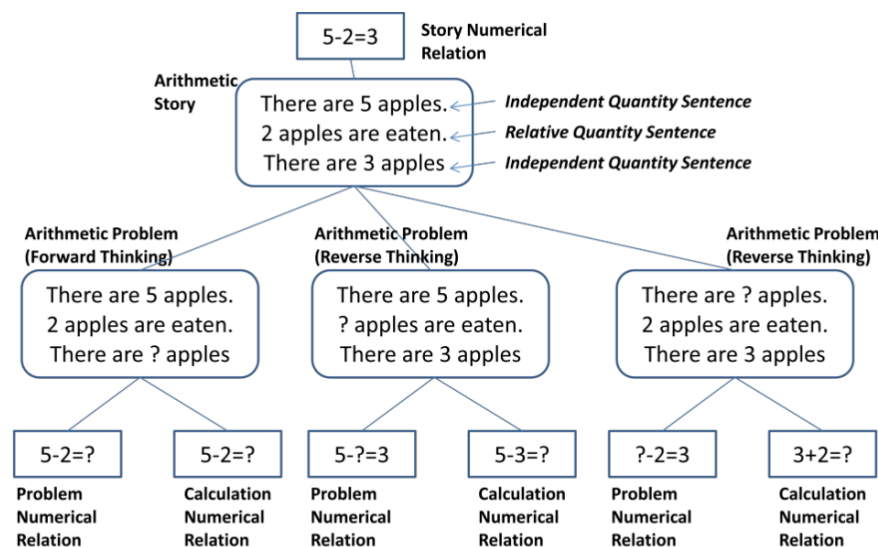 5-2=3
Story Numerical
Relation
Arithmetic
Story
There are 5 apples.
2 apples are eaten.
There are 3 apples
Independent Quantity Sentence
Relative Quantity Sentence
Independent Quantity Sentence
Arithmetic Problem
(Forward Thinking)
There are 5 apples.
2 apples are eaten.
There are ? apples
Arithmetic Problem
(Reverse Thinking)
There are 5 apples.
? apples are eaten.
There are 3 apples
Arithmetic Problem
(Reverse Thinking)
There are ? apples.
2 apples are eaten.
There are 3 apples
5-2=?
Problem
Numerical
Relation
5-2=?
Calculation
Numerical
Relation
5-?=3
Problem
Numerical
Relation
5-3=?
Calculation
Numerical
Relation
?-2=3
Problem
Numerical
Relation
3+2=?
Calculation
Numerical
Relation